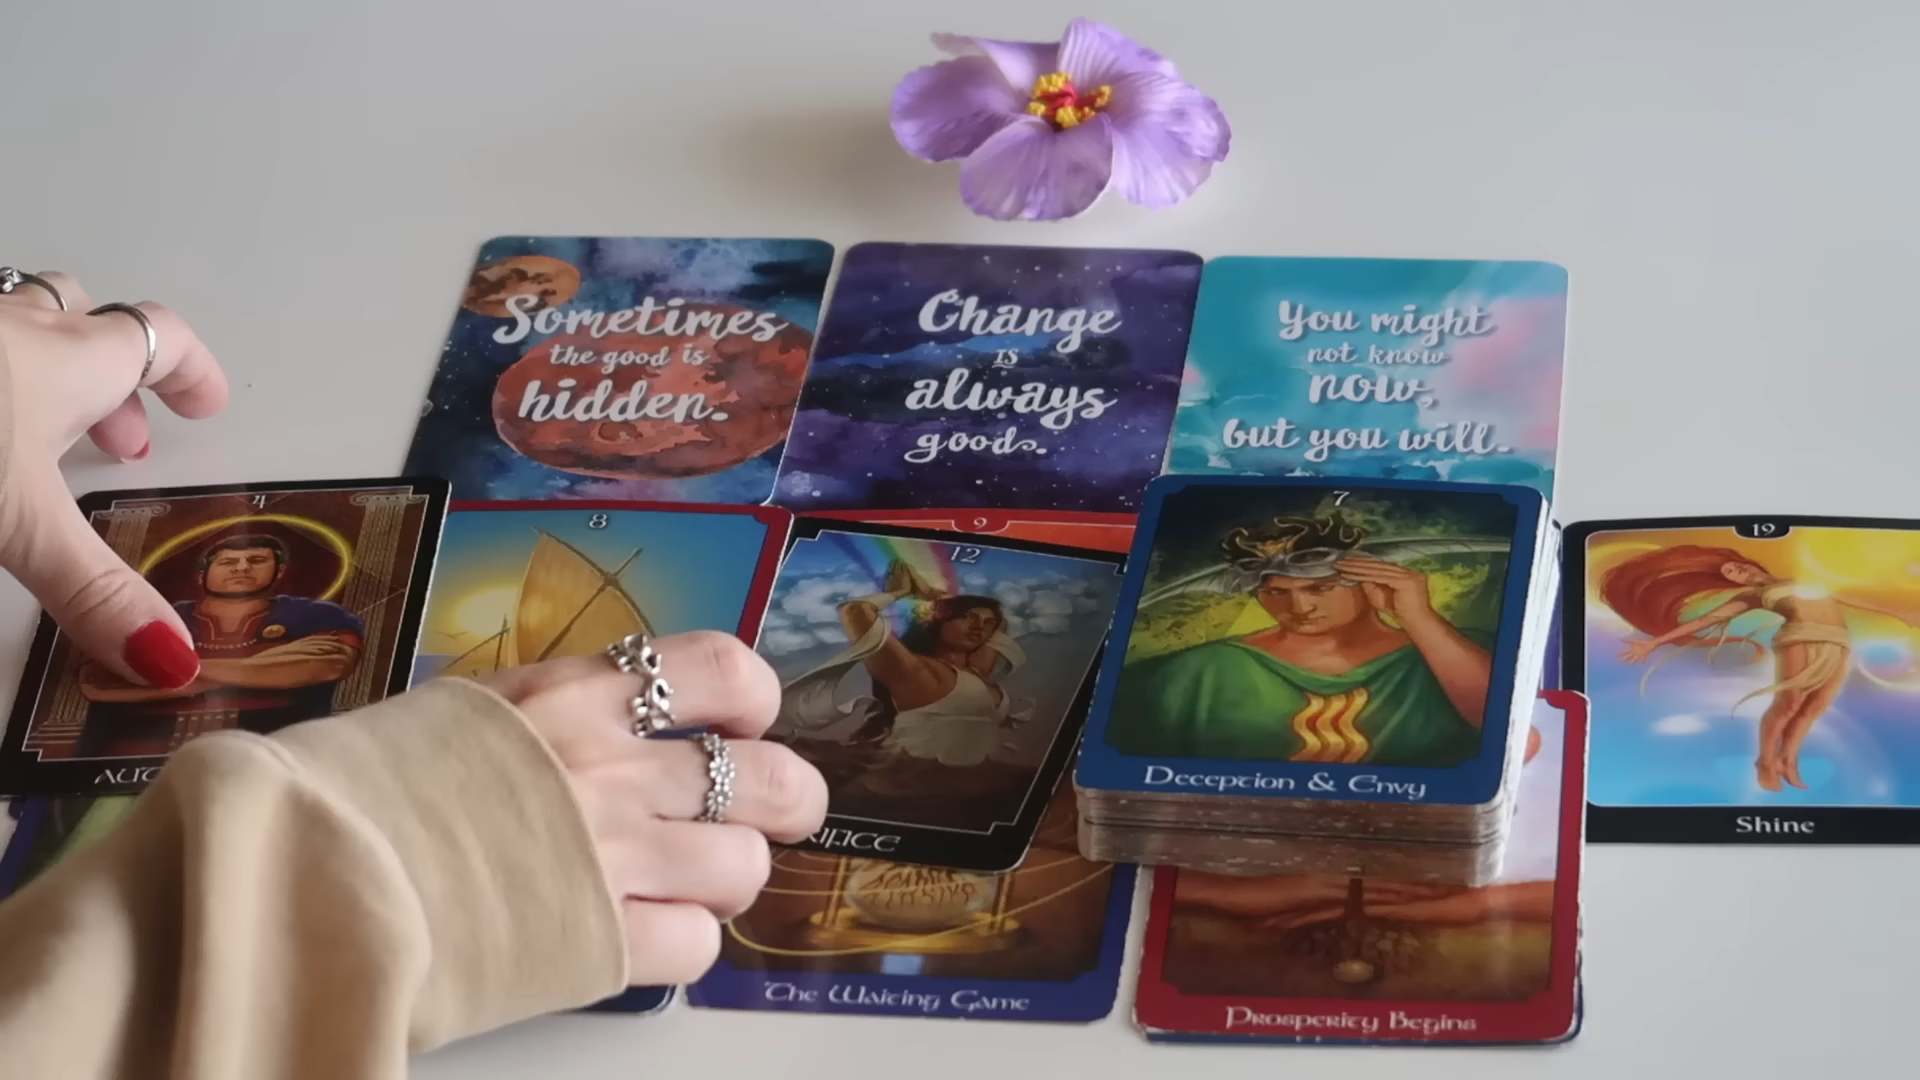 Sometimes
the good is
hidden.
Change
is
always
good.
You might
not know
now,
but you will.
4
8
9
12
7
19
Deception & Envy
Shine
The Waiting Game
Prosperity Begins